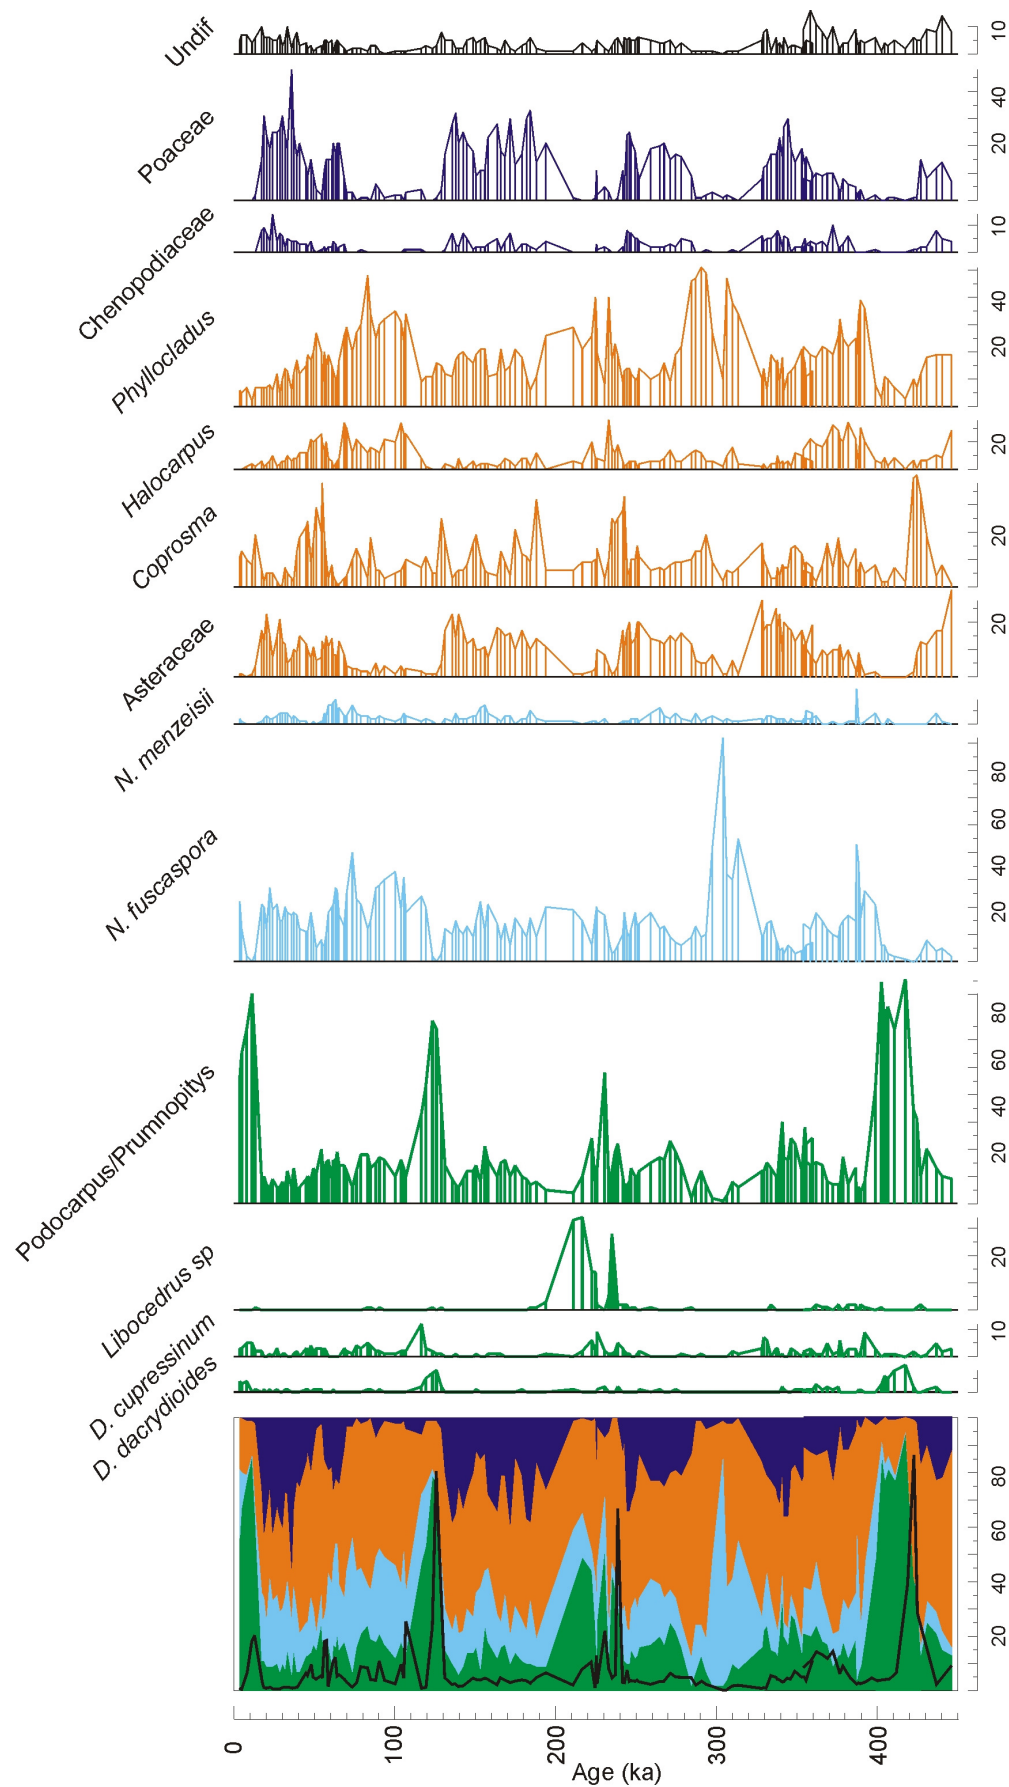 Undif
10
Poaceae
40
20
Chenopodiaceae
10
Phyllocladus
40
20
Halocarpus
20
Coprosma
20
Asteraceae
20
N. menzeisii
N. fuscaspora
80
60
40
20
Podocarpus/Prumnopitys
80
60
40
20
Libocedrus sp
20
D. cupressinum
10
D. dacrydioides
80
60
40
20
0 100 200 300 400
Age (ka)